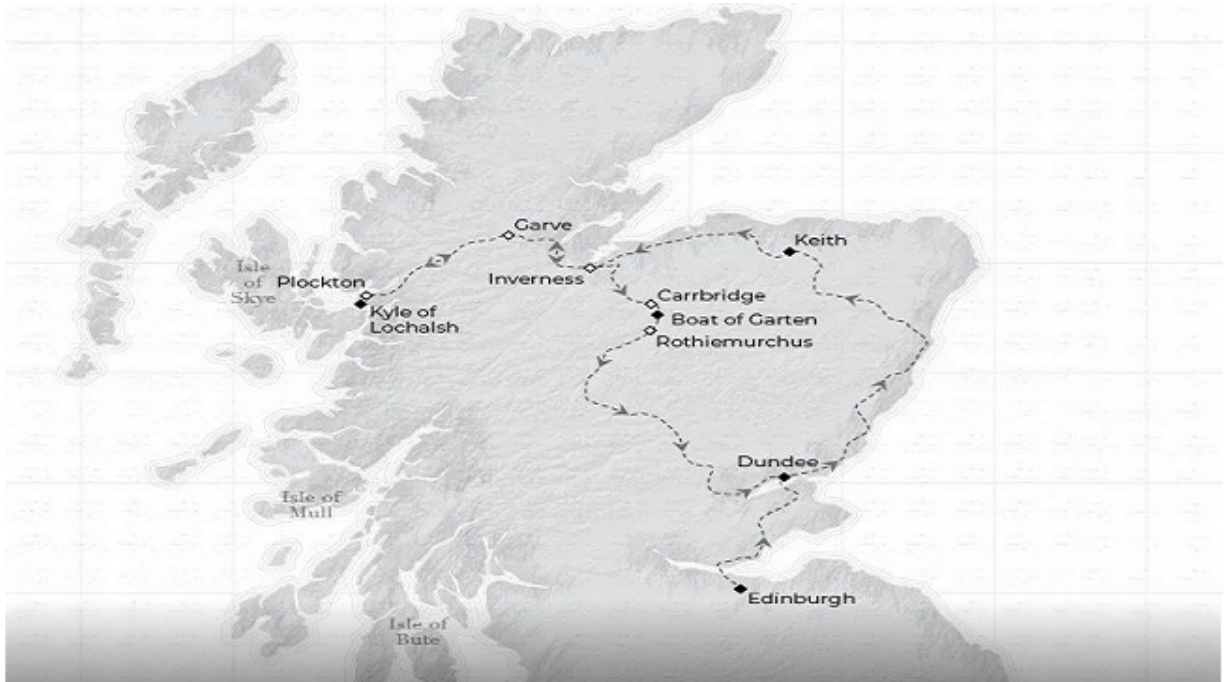 Garve
Keith
Inverness
Isle
of
Skye
Plockton
Kyle of
Lochalsh
Carrbridge
Boat of Garten
Rothiemurchus
Dundee
Isle of
Mull
Edinburgh
Isle of
Bute